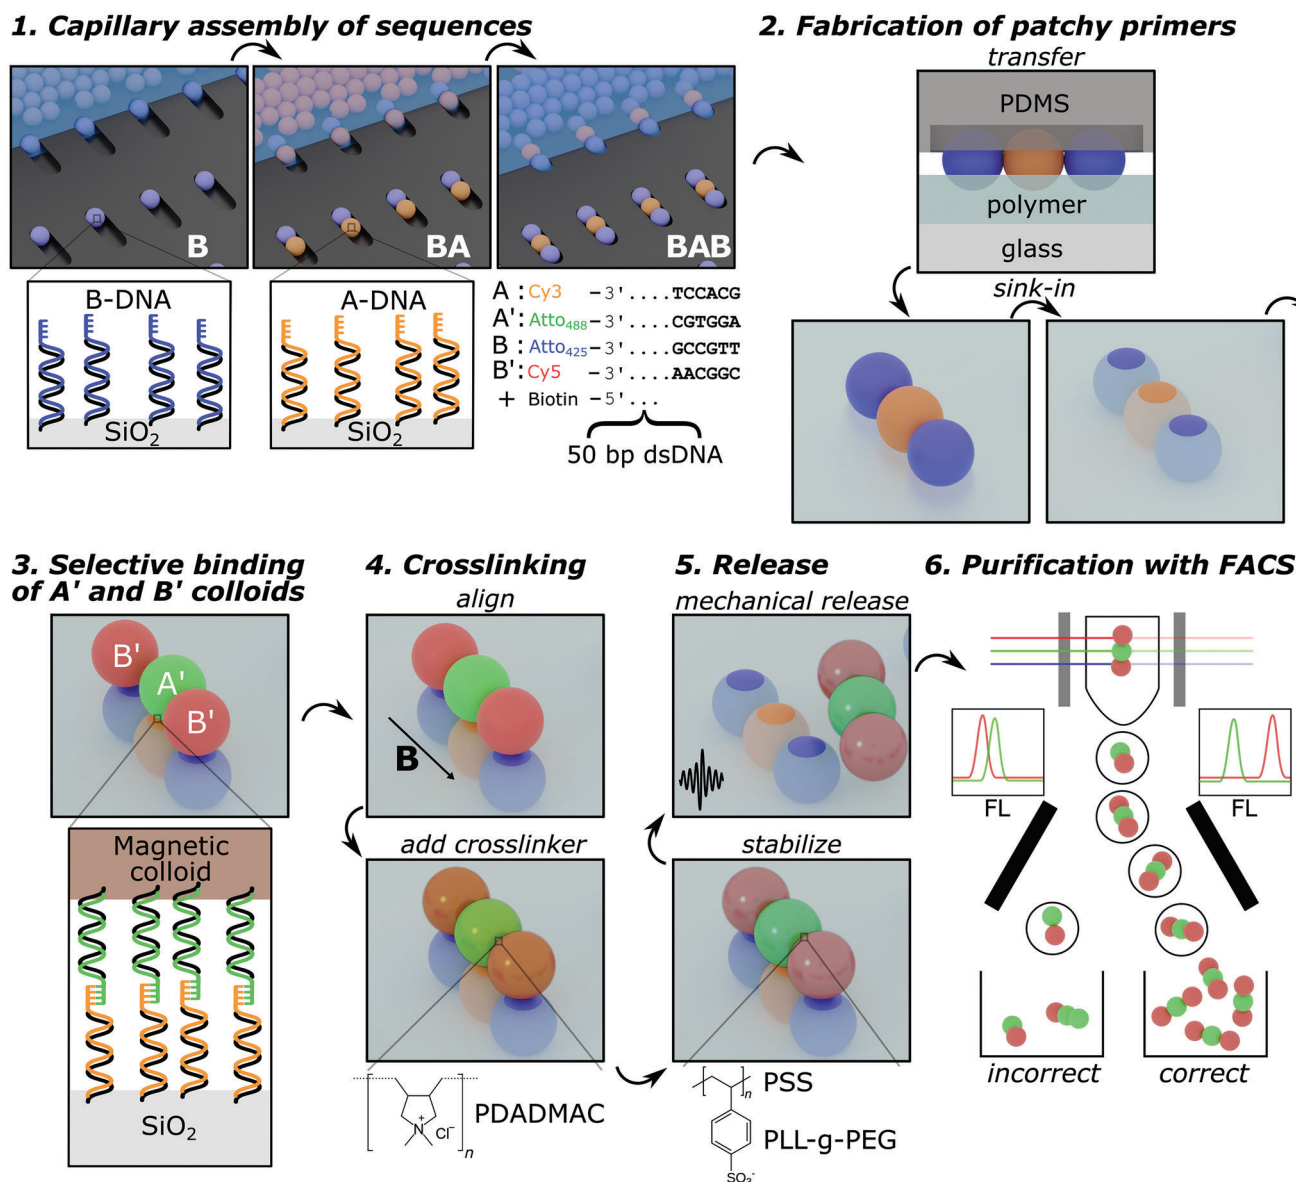 1. Capillary assembly of sequences
B
BA
BAB
B-DNA
SiO2
A-DNA
SiO2
A : Cy3 -3'....TCCACG
A': Atto488 -3'....CGTGGA
B : Atto425 -3'....GCCGTT
B': Cy5 -3'....AACGGC
+ Biotin -5'...
50 bp dsDNA
2. Fabrication of patchy primers
transfer
PDMS
polymer
glass
sink-in
3. Selective binding
of A' and B' colloids
B'
A'
B'
Magnetic
colloid
SiO2
4. Crosslinking
align
B
add crosslinker
N+
Cl-
n
PDADMAC
5. Release
mechanical release
stabilize
n
PSS
PLL-g-PEG
SO3-
6. Purification with FACS
FL
FL
incorrect
correct